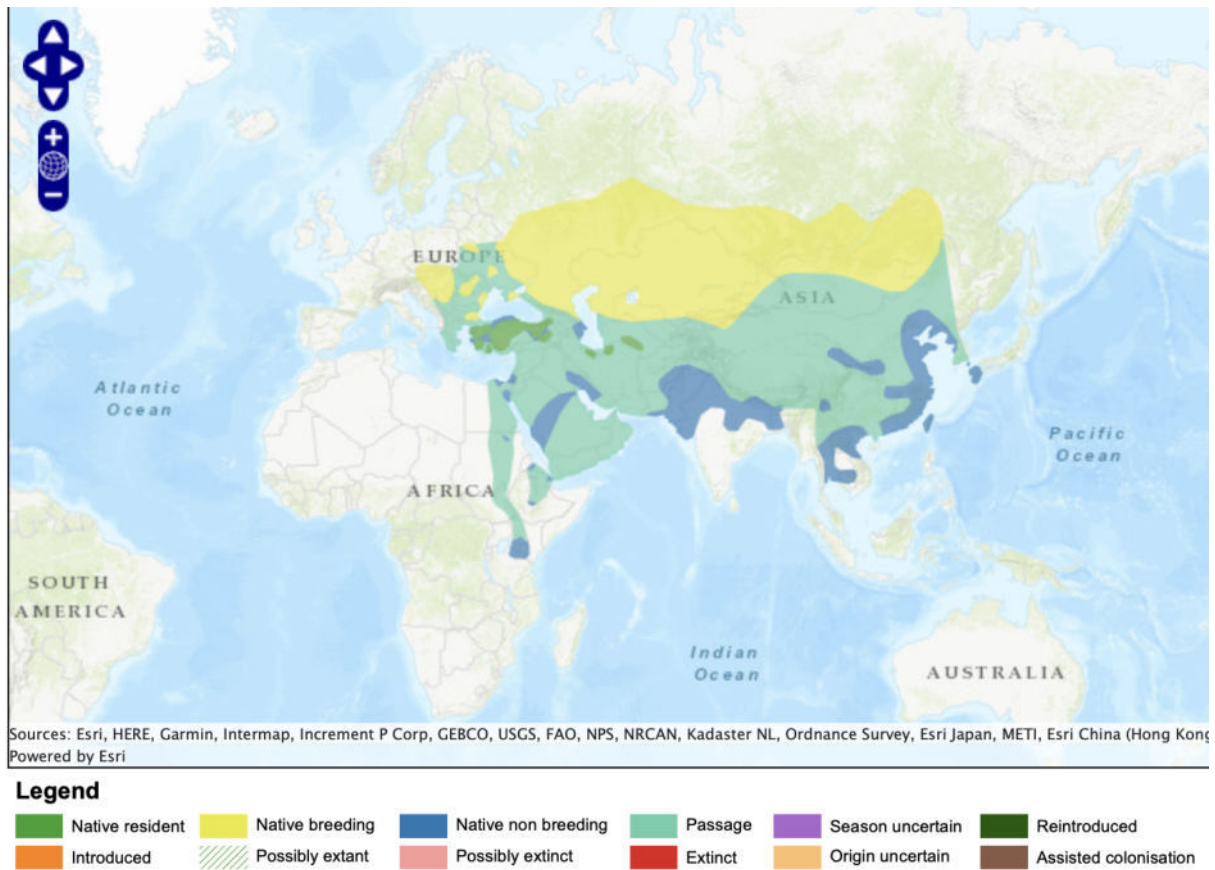 EUROPE
ASIA
Atlantic
Ocean
Pacific
Ocean
AFRICA
SOUTH
AMERICA
Indian
Ocean
AUSTRALIA
Sources: Esri, HERE, Garmin, Intermap, Increment P Corp, GEBCO, USGS, FAO, NPS, NRCAN, Kadaster NL, Ordnance Survey, Esri Japan, METI, Esri China (Hong Kong
Powered by Esri
Legend
Native resident Native breeding Native non breeding Passage Season uncertain Reintroduced
Introduced Possibly extant Possibly extinct Extinct Origin uncertain Assisted colonisation